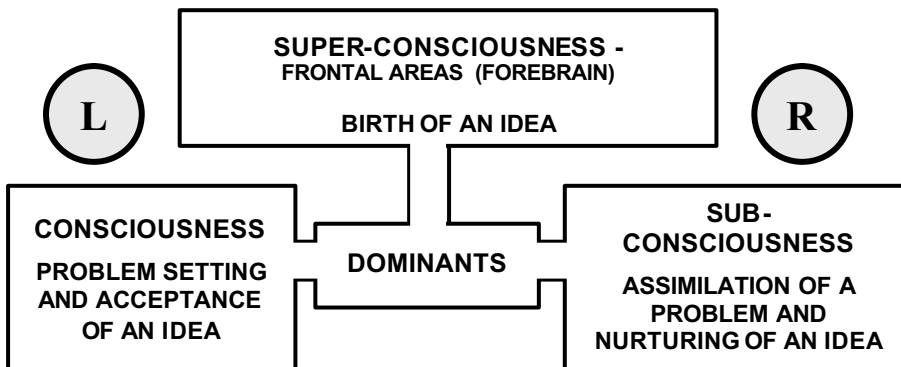 SUPER-CONSCIOUSNESS -
FRONTAL AREAS (FOREBRAIN)
BIRTH OF AN IDEA
L
R
CONSCIOUSNESS
PROBLEM SETTING
AND ACCEPTANCE
OF AN IDEA
DOMINANTS
SUB-
CONSCIOUSNESS
ASSIMILATION OF A
PROBLEM AND
NURTURING OF AN IDEA